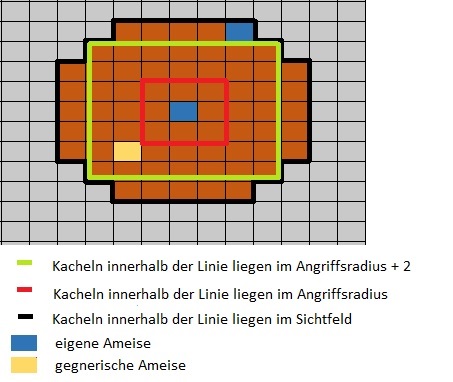 Kacheln innerhalb der Linie liegen im Angriffsradius + 2
Kacheln innerhalb der Linie liegen im Angriffsradius
Kacheln innerhalb der Linie liegen im Sichtfeld
eigene Ameise
gegnerische Ameise